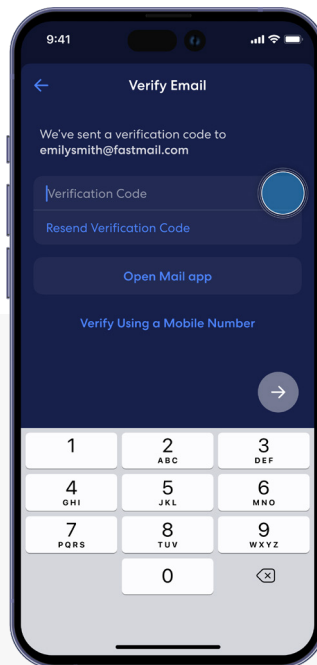 9:41
Verify Email
We've sent a verification code to
emilysmith@fastmail.com
Verification Code
Resend Verification Code
Open Mail app
Verify Using a Mobile Number
1
2
ABC
3
DEF
4
GHI
5
JKL
6
MNO
7
PQRS
8
TUV
9
WXYZ
0